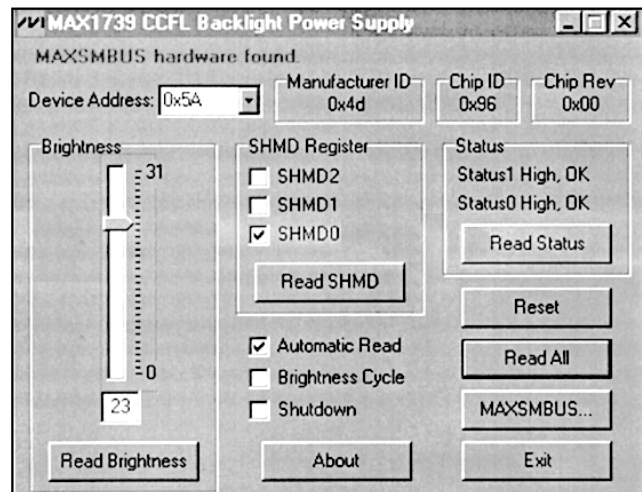 MAX1739 CCFL Backlight Power Supply
MAXSMBUS hardware found.
Device Address: 0x5A
Manufacturer ID
0x4d
Chip ID
0x96
Chip Rev
0x00
Brightness
31
0
23
Read Brightness
SHMD Register
SHMD2
SHMD1
SHMD0
Read SHMD
Automatic Read
Brightness Cycle
Shutdown
About
Status
Status1 High, OK
Status0 High, OK
Read Status
Reset
Read All
MAXSMBUS...
Exit